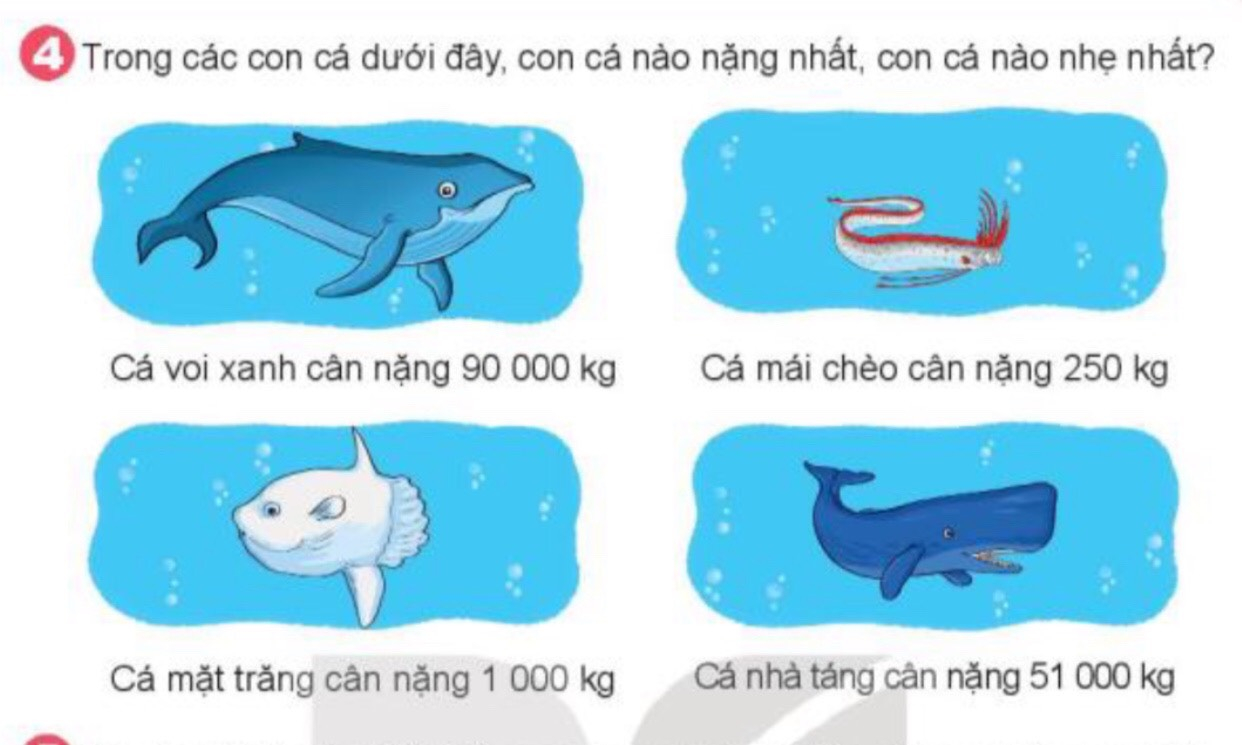 4 Trong các con cá dưới đây, con cá nào nặng nhất, con cá nào nhẹ nhất?
Cá voi xanh cân nặng 90 000 kg
Cá mái chèo cân nặng 250 kg
Cá mặt trăng cân nặng 1 000 kg
Cá nhà táng cân nặng 51 000 kg